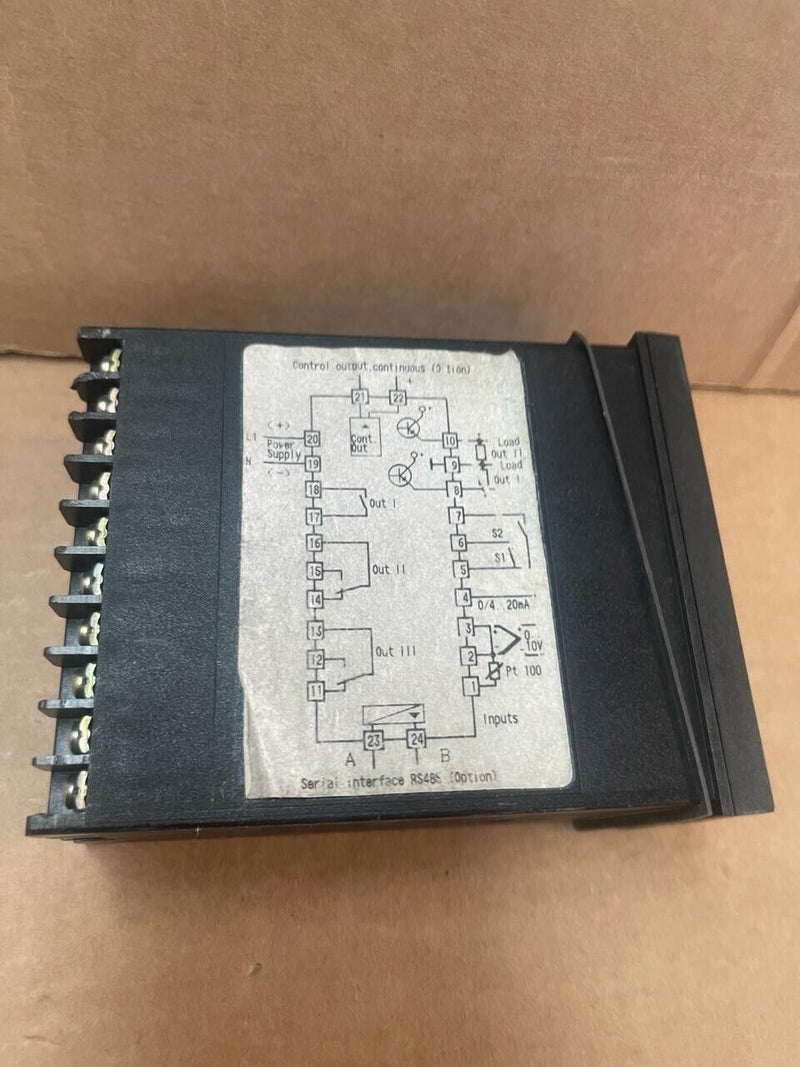 Control output, continuous (O tion)
+
21 22
(+)
L1 Power 20
Supply
N 19
(−)
Cont.
Out
10 Load
Out II
9 Load
8 Out I
18
17 Out I
7
16
6 S2
15 Out II
5 S1
14
4 0/4 20mA
13
3 0..
10V
12 Out III
2
Pt 100
11
1
Inputs
A 23 24 B
Serial interface RS485 (Option)